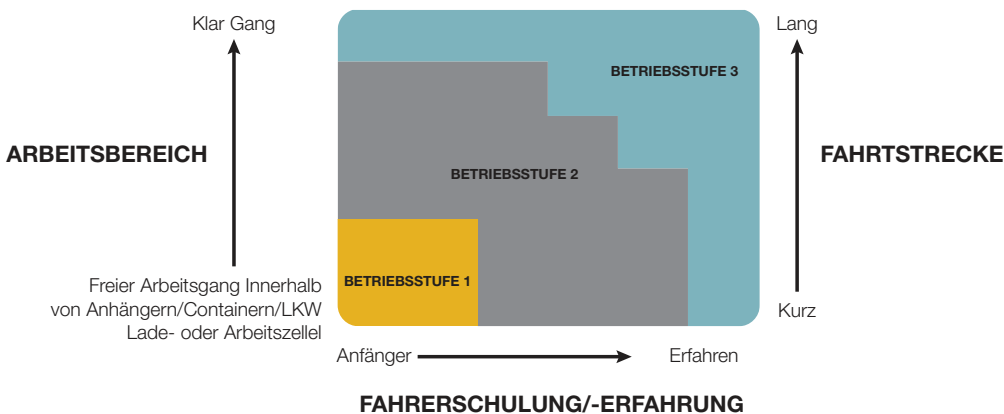 Klar Gang
Lang
BETRIEBSSTUFE 3
ARBEITSBEREICH
FAHRTSTRECKE
BETRIEBSSTUFE 2
BETRIEBSSTUFE 1
Freier Arbeitsgang Innerhalb
von Anhängern/Containern/LKW
Lade- oder Arbeitszellel
Kurz
Anfänger
Erfahren
FAHRERSCHULUNG/-ERFAHRUNG